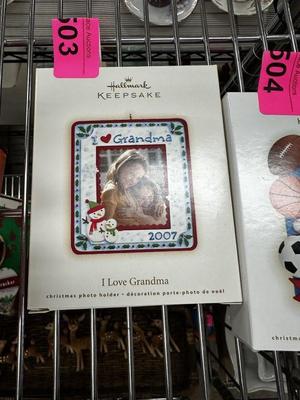 503
504
Hallmark
KEEPSAKE
I Grandma
2007
I Love Grandma
christmas photo holder • décoration porte-photo de noël